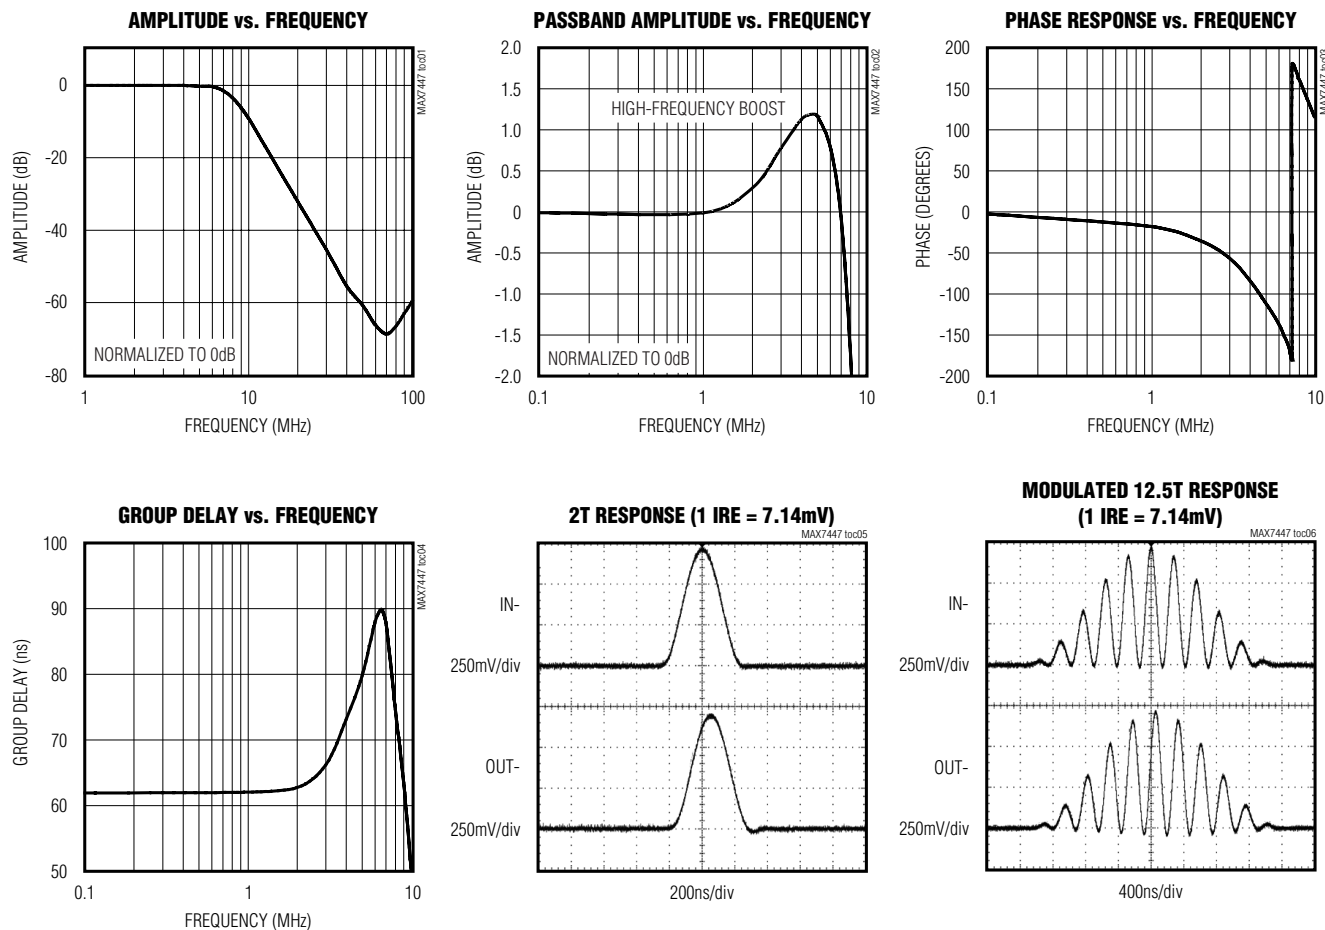 AMPLITUDE vs. FREQUENCY
MAX7447 toc01
AMPLITUDE (dB)
0
-20
-40
-60
-80
NORMALIZED TO 0dB
1
10
100
FREQUENCY (MHz)
PASSBAND AMPLITUDE vs. FREQUENCY
MAX7447 toc02
AMPLITUDE (dB)
2.0
1.5
1.0
0.5
0
-0.5
-1.0
-1.5
-2.0
HIGH-FREQUENCY BOOST
NORMALIZED TO 0dB
0.1
1
10
FREQUENCY (MHz)
PHASE RESPONSE vs. FREQUENCY
MAX7447 toc03
PHASE (DEGREES)
200
150
100
50
0
-50
-100
-150
-200
0.1
1
10
FREQUENCY (MHz)
GROUP DELAY vs. FREQUENCY
MAX7447 toc04
GROUP DELAY (ns)
100
90
80
70
60
50
0.1
1
10
FREQUENCY (MHz)
2T RESPONSE (1 IRE = 7.14mV)
MAX7447 toc05
IN-
250mV/div
OUT-
250mV/div
200ns/div
MODULATED 12.5T RESPONSE
(1 IRE = 7.14mV)
MAX7447 toc06
IN-
250mV/div
OUT-
250mV/div
400ns/div